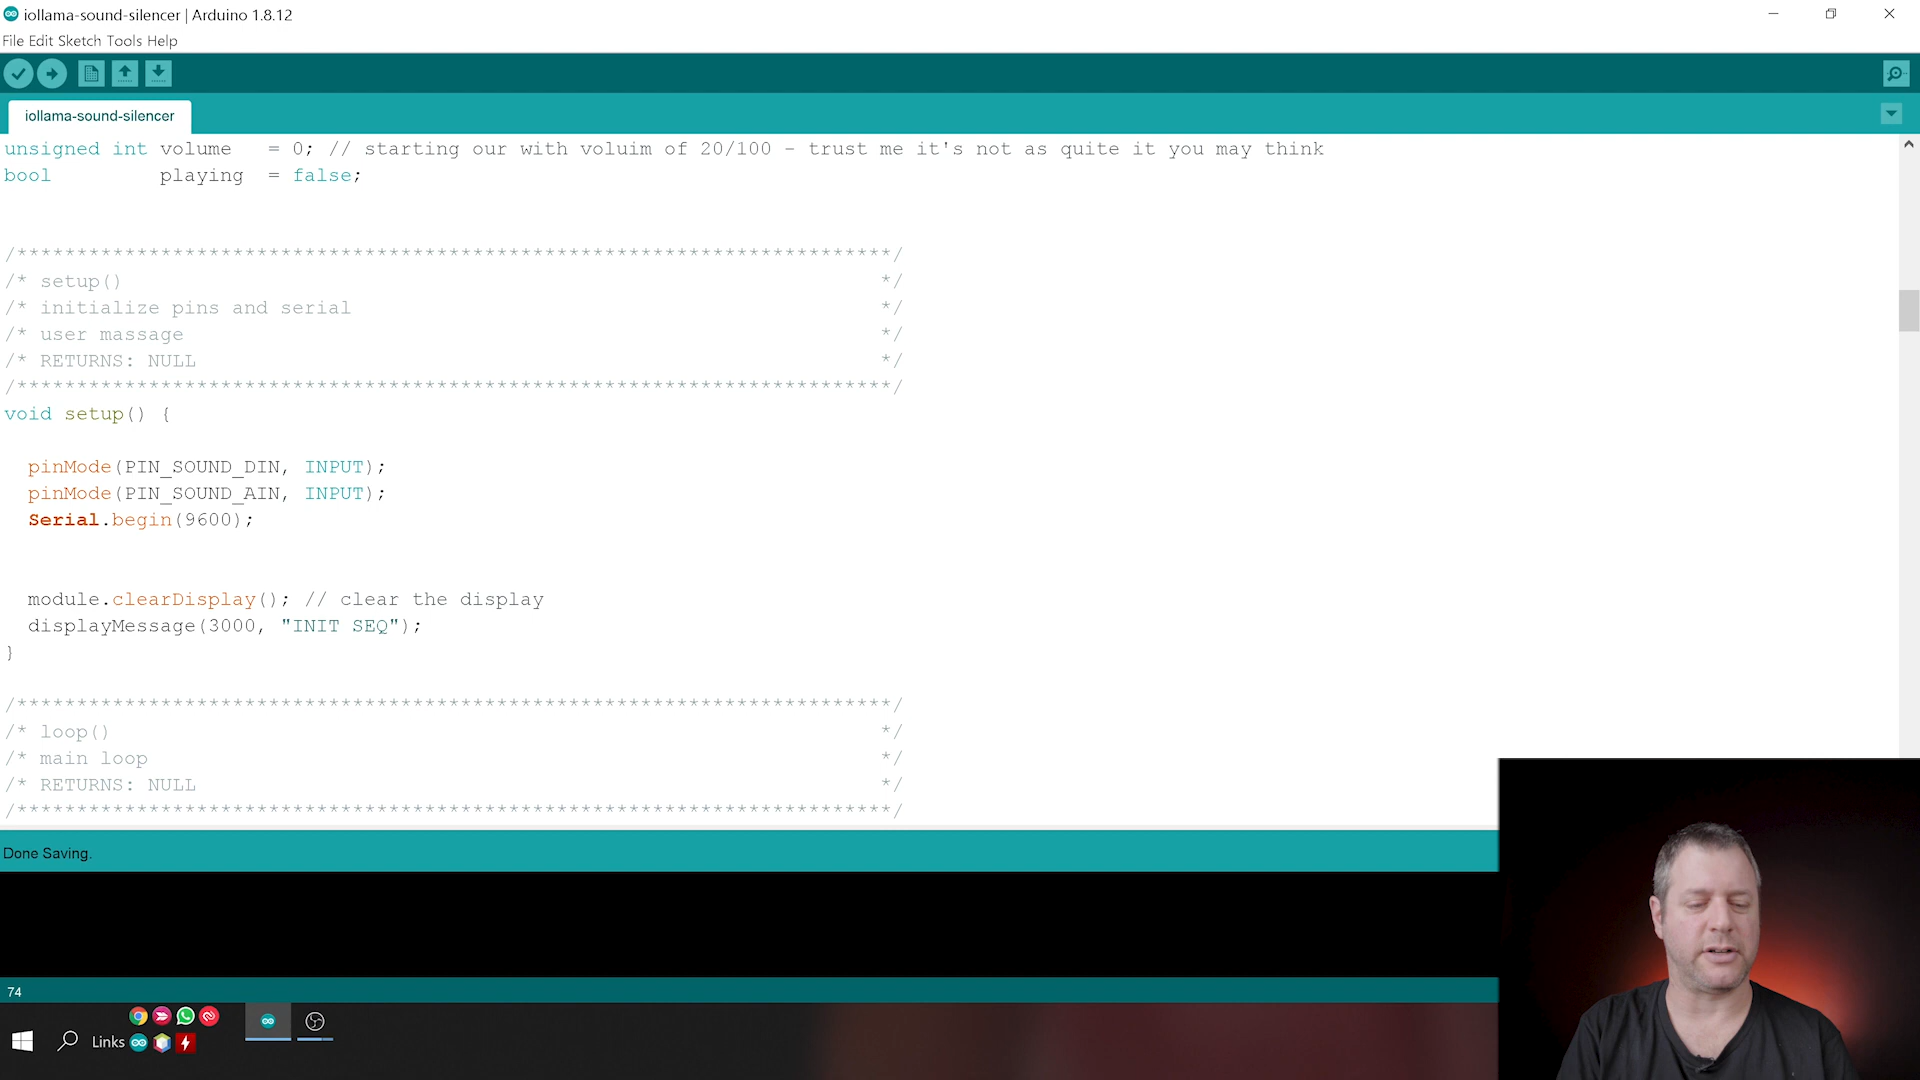 iollama-sound-silencer | Arduino 1.8.12
File Edit Sketch Tools Help
iollama-sound-silencer
unsigned int volume   = 0; // starting our with voluim of 20/100 - trust me it's not as quite it you may think
bool         playing  = false;
/*************************************************************************/
/* setup()                                                               */
/* initialize pins and serial                                            */
/* user massage                                                          */
/* RETURNS: NULL                                                         */
/*************************************************************************/
void setup() {
  pinMode(PIN_SOUND_DIN, INPUT);
  pinMode(PIN_SOUND_AIN, INPUT);
  Serial.begin(9600);
  module.clearDisplay(); // clear the display
  displayMessage(3000, "INIT SEQ");
}
/*************************************************************************/
/* loop()                                                                */
/* main loop                                                             */
/* RETURNS: NULL                                                         */
/*************************************************************************/
Done Saving.
74
Links